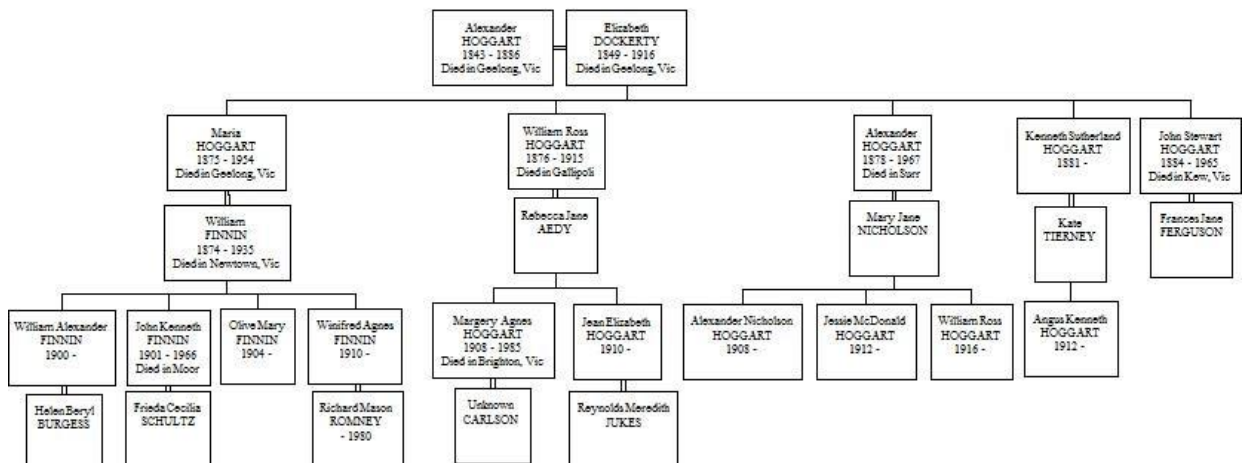 Alexander
HOGGART
1843 - 1886
Died in Geelong, Vic
Elizabeth
DOCKERTY
1849 - 1916
Died in Geelong, Vic
Maria
HOGGART
1875 - 1954
Died in Geelong, Vic
William Ross
HOGGART
1876 - 1915
Died in Gallipoli
Alexander
HOGGART
1878 - 1967
Died in Surr
Kenneth Sutherland
HOGGART
1881 -
John Stewart
HOGGART
1884 - 1965
Died in Kew, Vic
William
FINNIN
1874 - 1935
Died in Newtown, Vic
Rebecca Jane
AEDY
Mary Jane
NICHOLSON
Kate
TIERNEY
Frances Jane
FERGUSON
William Alexander
FINNIN
1900 -
John Kenneth
FINNIN
1901 - 1966
Died in Moor
Olive Mary
FINNIN
1904 -
Winifred Agnes
FINNIN
1910 -
Margery Agnes
HOGGART
1908 - 1985
Died in Brighton, Vic
Jean Elizabeth
HOGGART
1910 -
Alexander Nicholson
HOGGART
1908 -
Jessie McDonald
HOGGART
1912 -
William Ross
HOGGART
1916 -
Angus Kenneth
HOGGART
1912 -
Helen Beryl
BURGESS
Frieda Cecilia
SCHULTZ
Richard Mason
ROMNEY
- 1980
Unknown
CARLSON
Reynolds Meredith
JUKES